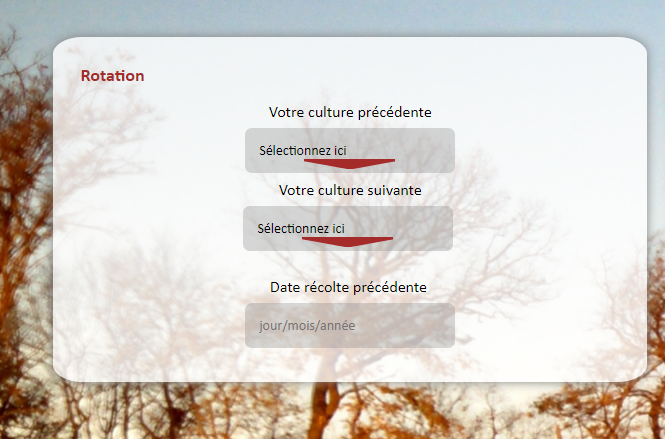 Rotation
Votre culture précédente
Sélectionnez ici
Votre culture suivante
Sélectionnez ici
Date récolte précédente
jour/mois/année